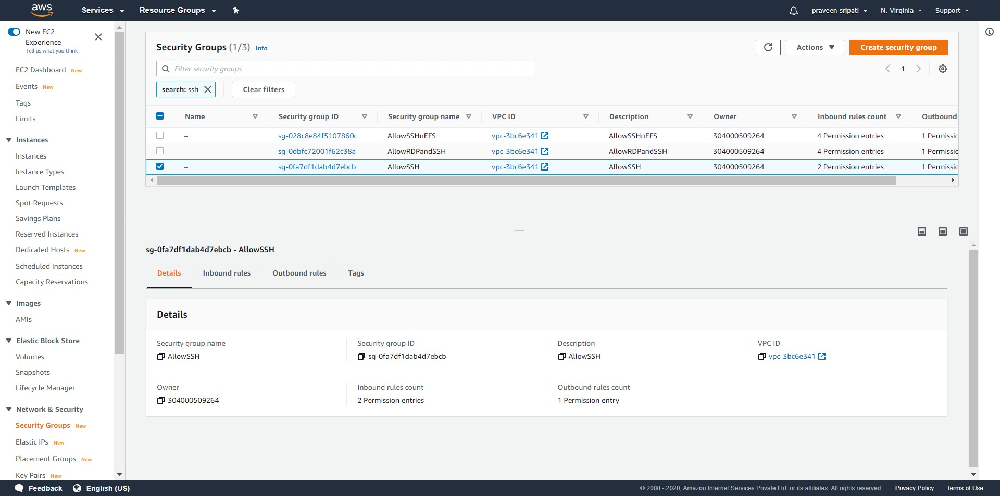 aws Services Resource Groups praveen sripati N. Virginia Support
New EC2
Experience
Tell us what you think
EC2 Dashboard New
Events New
Tags
Limits
Instances
Instances
Instance Types
Launch Templates
Spot Requests
Savings Plans
Reserved Instances
Dedicated Hosts New
Scheduled Instances
Capacity Reservations
Images
AMIs
Elastic Block Store
Volumes
Snapshots
Lifecycle Manager
Network & Security
Security Groups New
Elastic IPs New
Placement Groups New
Key Pairs New
Security Groups (1/3) Info
Actions
Create security group
Filter security groups
1
search: ssh
Clear filters
Name Security group ID Security group name VPC ID Description Owner Inbound rules count Outbound
– sg-028c8e84f5107860c AllowSSHnEFS vpc-3bc6e341 AllowSSHnEFS 304000509264 4 Permission entries 1 Permissio
– sg-0dbfc72001f62c38a AllowRDPandSSH vpc-3bc6e341 AllowRDPandSSH 304000509264 4 Permission entries 1 Permissio
– sg-0fa7df1dab4d7ebcb AllowSSH vpc-3bc6e341 AllowSSH 304000509264 2 Permission entries 1 Permissio
sg-0fa7df1dab4d7ebcb - AllowSSH
Details Inbound rules Outbound rules Tags
Details
Security group name Security group ID Description VPC ID
AllowSSH sg-0fa7df1dab4d7ebcb AllowSSH vpc-3bc6e341
Owner Inbound rules count Outbound rules count
304000509264 2 Permission entries 1 Permission entry
Feedback English (US) © 2008 - 2020, Amazon Internet Services Private Ltd. or its affiliates. All rights reserved. Privacy Policy Terms of Use